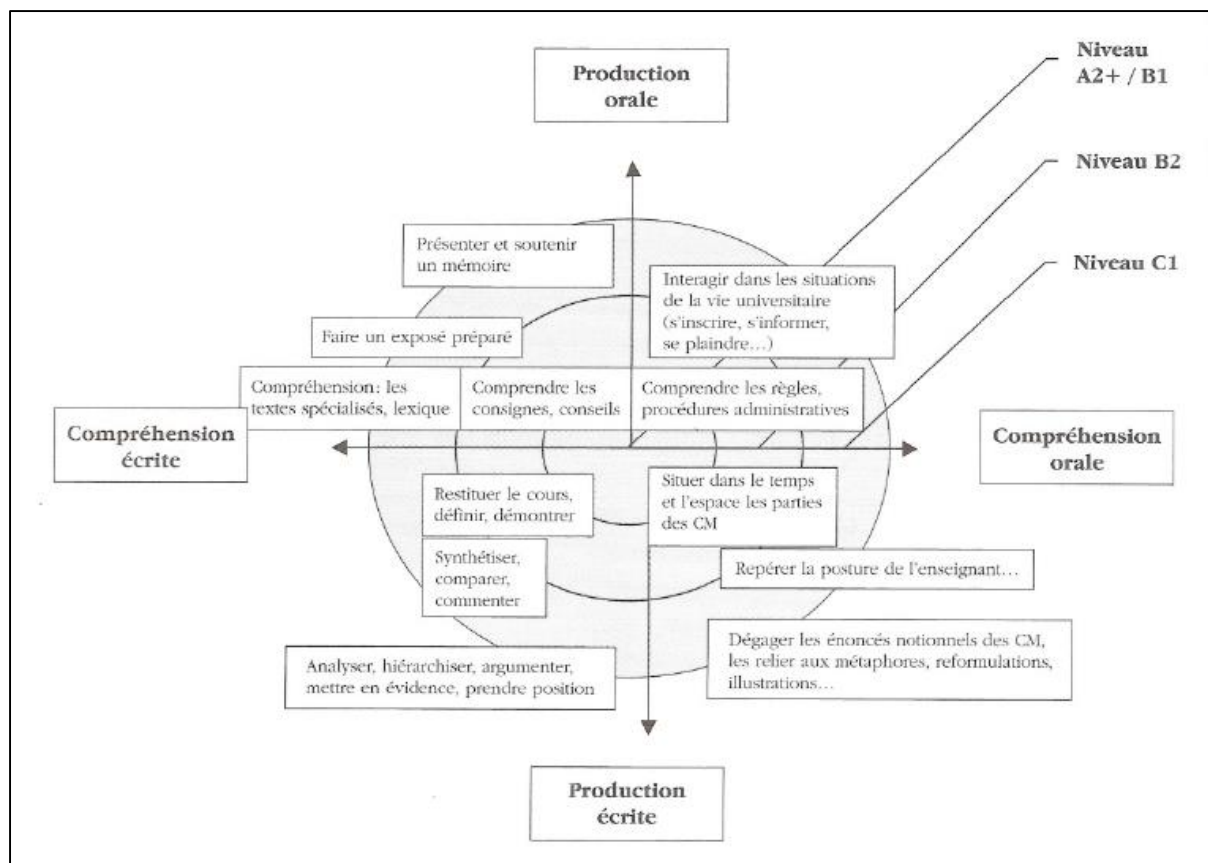 Production
orale
Niveau
A2+ / B1
Niveau B2
Niveau C1
Présenter et soutenir
un mémoire
Interagir dans les situations
de la vie universitaire
(s'inscrire, s'informer,
se plaindre…)
Faire un exposé préparé
Compréhension : les
textes spécialisés, lexique
Comprendre les
consignes, conseils
Comprendre les règles,
procédures administratives
Compréhension
écrite
Compréhension
orale
Restituer le cours,
définir, démontrer
Situer dans le temps
et l'espace les parties
des CM
Synthétiser,
comparer,
commenter
Repérer la posture de l'enseignant…
Analyser, hiérarchiser, argumenter,
mettre en évidence, prendre position
Dégager les énoncés notionnels des CM,
les relier aux métaphores, reformulations,
illustrations…
Production
écrite